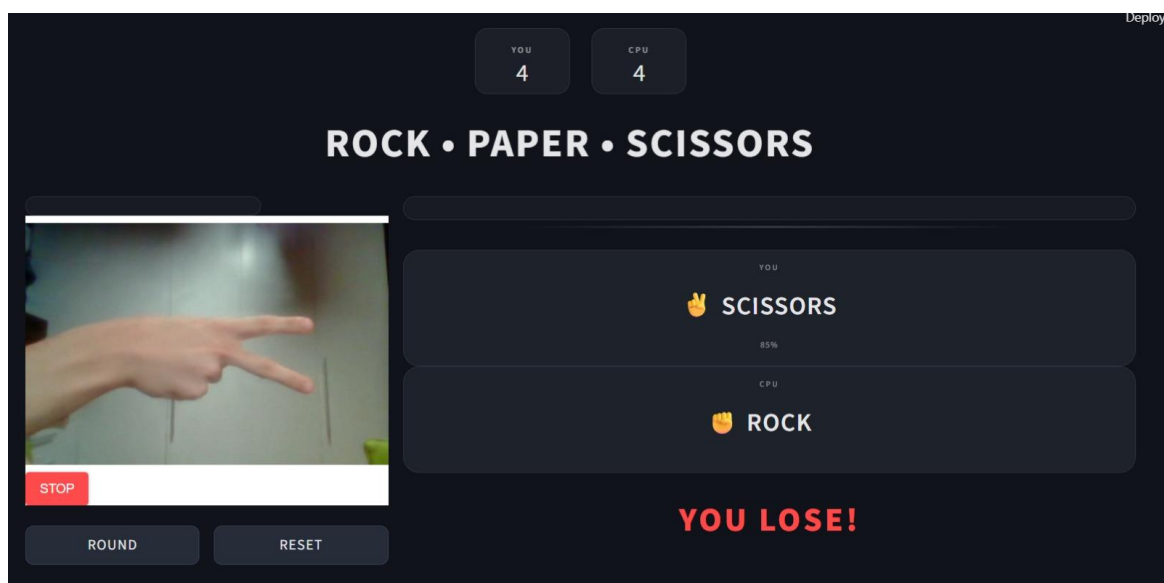 Deploy
YOU CPU
4 4
ROCK • PAPER • SCISSORS
YOU
✌ SCISSORS
85%
CPU
✊ ROCK
STOP
YOU LOSE!
ROUND RESET